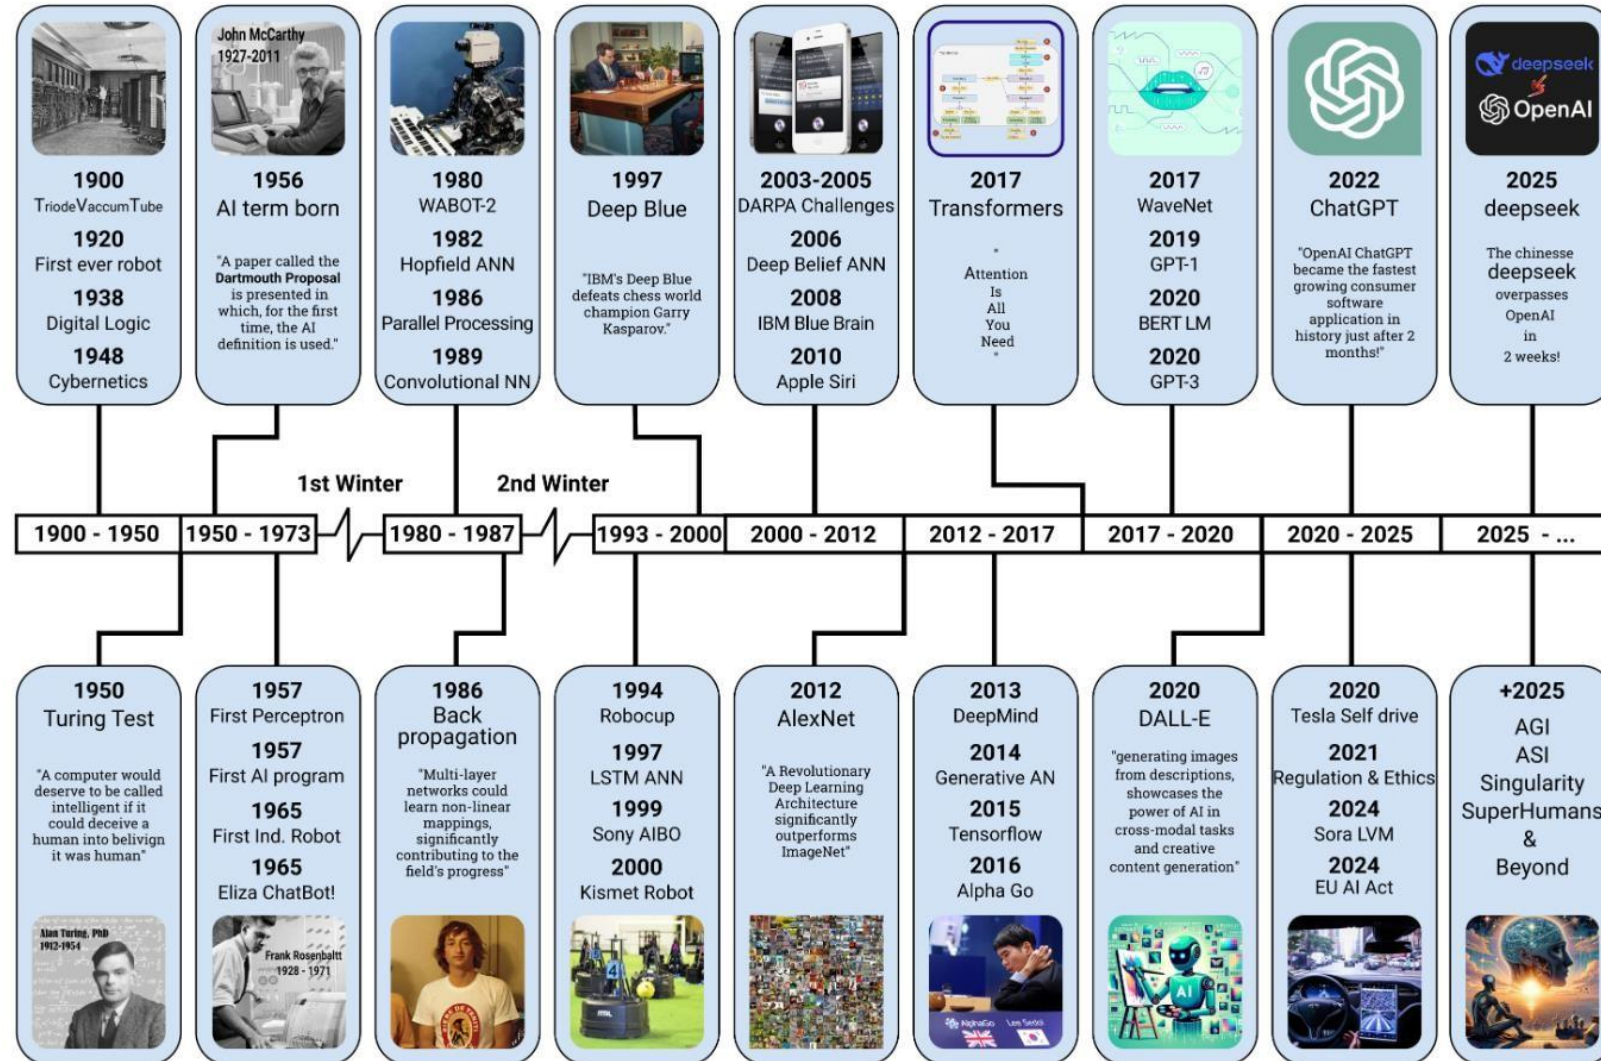 1900
TriodeVaccumTube
1920
First ever robot
1938
Digital Logic
1948
Cybernetics
John McCarthy
1927-2011
1956
AI term born
"A paper called the
Dartmouth Proposal
is presented in
which, for the first
time, the AI
definition is used."
1980
WABOT-2
1982
Hopfield ANN
1986
Parallel Processing
1989
Convolutional NN
1997
Deep Blue
"IBM's Deep Blue
defeats chess world
champion Garry
Kasparov."
2003-2005
DARPA Challenges
2006
Deep Belief ANN
2008
IBM Blue Brain
2010
Apple Siri
2017
Transformers
"
Attention
Is
All
You
Need
"
2017
WaveNet
2019
GPT-1
2020
BERT LM
2020
GPT-3
2022
ChatGPT
"OpenAI ChatGPT
became the fastest
growing consumer
software
application in
history just after 2
months!"
deepseek
OpenAI
2025
deepseek
The chinesse
deepseek
overpasses
OpenAI
in
2 weeks!
1st Winter
2nd Winter
1900 - 1950
1950 - 1973
1980 - 1987
1993 - 2000
2000 - 2012
2012 - 2017
2017 - 2020
2020 - 2025
2025 - ...
1950
Turing Test
"A computer would
deserve to be called
intelligent if it
could deceive a
human into belivign
it was human"
Alan Turing, PhD
1912-1954
1957
First Perceptron
1957
First AI program
1965
First Ind. Robot
1965
Eliza ChatBot!
Frank Rosenbaltt
1928 - 1971
1986
Back
propagation
"Multi-layer
networks could
learn non-linear
mappings,
significantly
contributing to the
field's progress"
1994
Robocup
1997
LSTM ANN
1999
Sony AIBO
2000
Kismet Robot
4
2012
AlexNet
"A Revolutionary
Deep Learning
Architecture
significantly
outperforms
ImageNet"
2013
DeepMind
2014
Generative AN
2015
Tensorflow
2016
Alpha Go
AlphaGo
Lee Sedol
2020
DALL-E
"generating images
from descriptions,
showcases the
power of AI in
cross-modal tasks
and creative
content generation"
AI
2020
Tesla Self drive
2021
Regulation & Ethics
2024
Sora LVM
2024
EU AI Act
+2025
AGI
ASI
Singularity
SuperHumans
&
Beyond